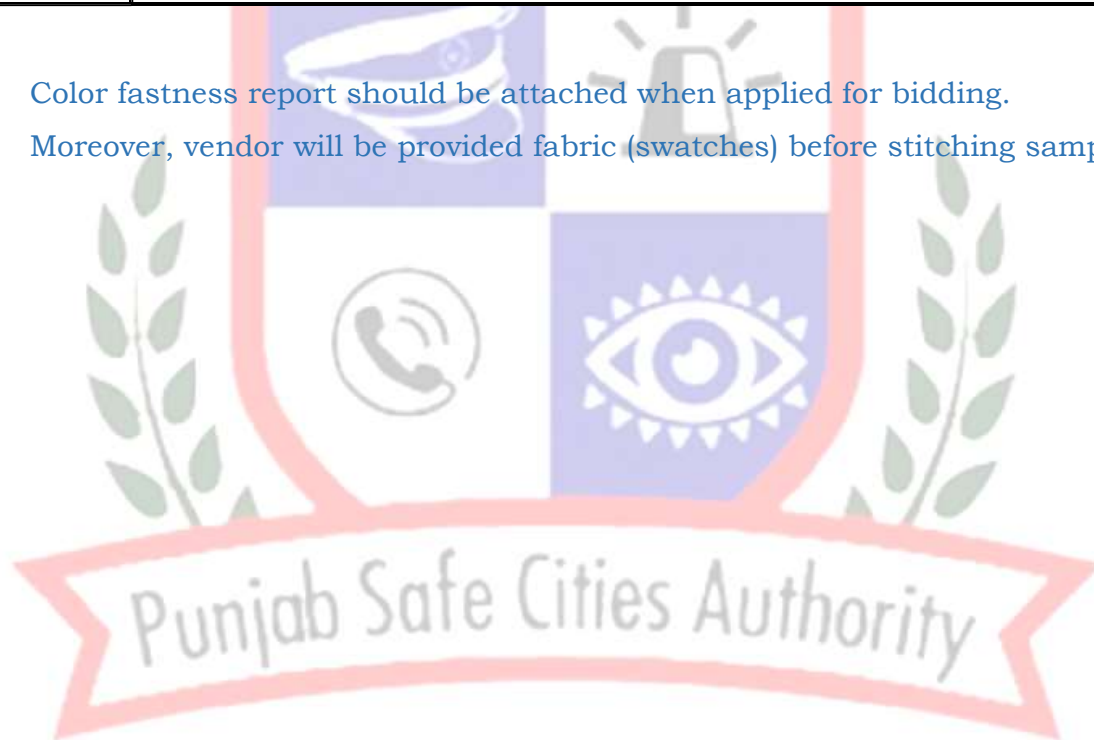 Color fastness report should be attached when applied for bidding.
Moreover, vendor will be provided fabric (swatches) before stitching
Punjab Safe Cities Authority